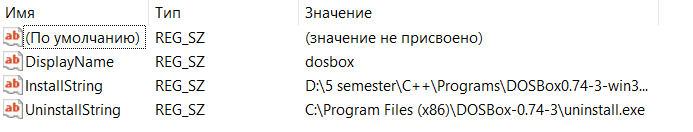 Имя Тип Значение
(По умолчанию) REG_SZ (значение не присвоено)
DisplayName REG_SZ dosbox
InstallString REG_SZ D:\5 semester\C++\Programs\DOSBox0.74-3-win3...
UninstallString REG_SZ C:\Program Files (x86)\DOSBox-0.74-3\uninstall.exe